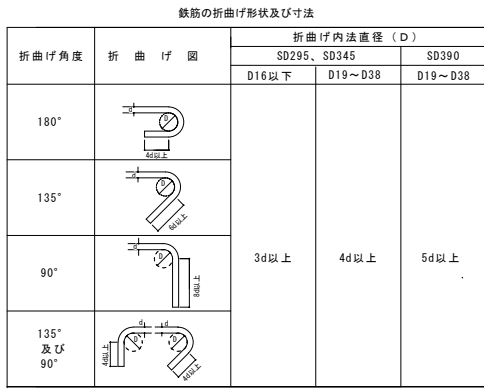 鉄筋の折曲げ形状及び寸法
折曲げ角度
折曲げ図
折曲げ内法直径（D）
SD295、SD345
SD390
D16以下
D19～D38
D19～D38
180°
d
D
4d以上
135°
d
D
6d以上
90°
d
D
8d以上
3d以上
4d以上
5d以上
135°
及び
90°
d
d
D
D
4d以上
4d以上